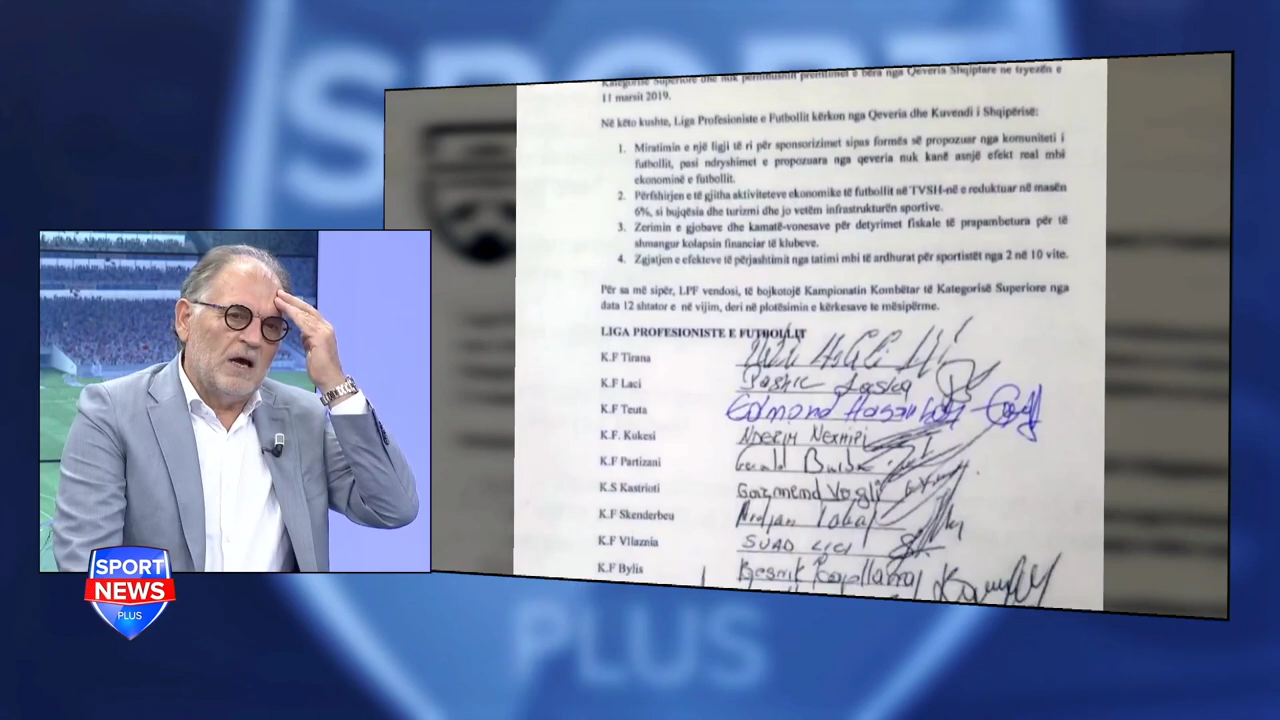 SPORT
PLUS
Kategorisë Superiore dhe nuk përmbushin premtimet e bëra nga Qeveria Shqiptare në tryezën e
11 marsit 2019.
Në këto kushte, Liga Profesioniste e Futbollit kërkon nga Qeveria dhe Kuvendi i Shqipërisë:
1. Miratimin e një ligji të ri për sponsorizimet sipas formës së propozuar nga komuniteti i
futbollit, pasi ndryshimet e propozuara nga qeveria nuk kanë asnjë efekt real mbi
ekonominë e futbollit.
2. Përfshirjen e të gjitha aktiviteteve ekonomike të futbollit në TVSH-në e reduktuar në masën
6%, si bujqësia dhe turizmi dhe jo vetëm infrastrukturën sportive.
3. Zerimin e gjobave dhe kamatë-vonesave për detyrimet fiskale të prapambetura për të
shmangur kolapsin financiar të klubeve.
4. Zgjatjen e efekteve të përjashtimit nga tatimi mbi të ardhurat për sportistët nga 2 në 10 vite.
Për sa më sipër, LPF vendosi, të bojkotojë Kampionatin Kombëtar të Kategorisë Superiore nga
data 12 shtator e në vijim, deri në plotësimin e kërkesave te mësipërme.
LIGA PROFESIONISTE E FUTBOLLIT
K.F Tirana
K.F Laci
K.F Teuta Edmond
K.F. Kukesi
K.F Partizani
K.S Kastrioti Gazmend
K.F Skenderbeu
K.F Vllaznia SUAD LICI
K.F Bylis Besnik
SPORT
NEWS
PLUS